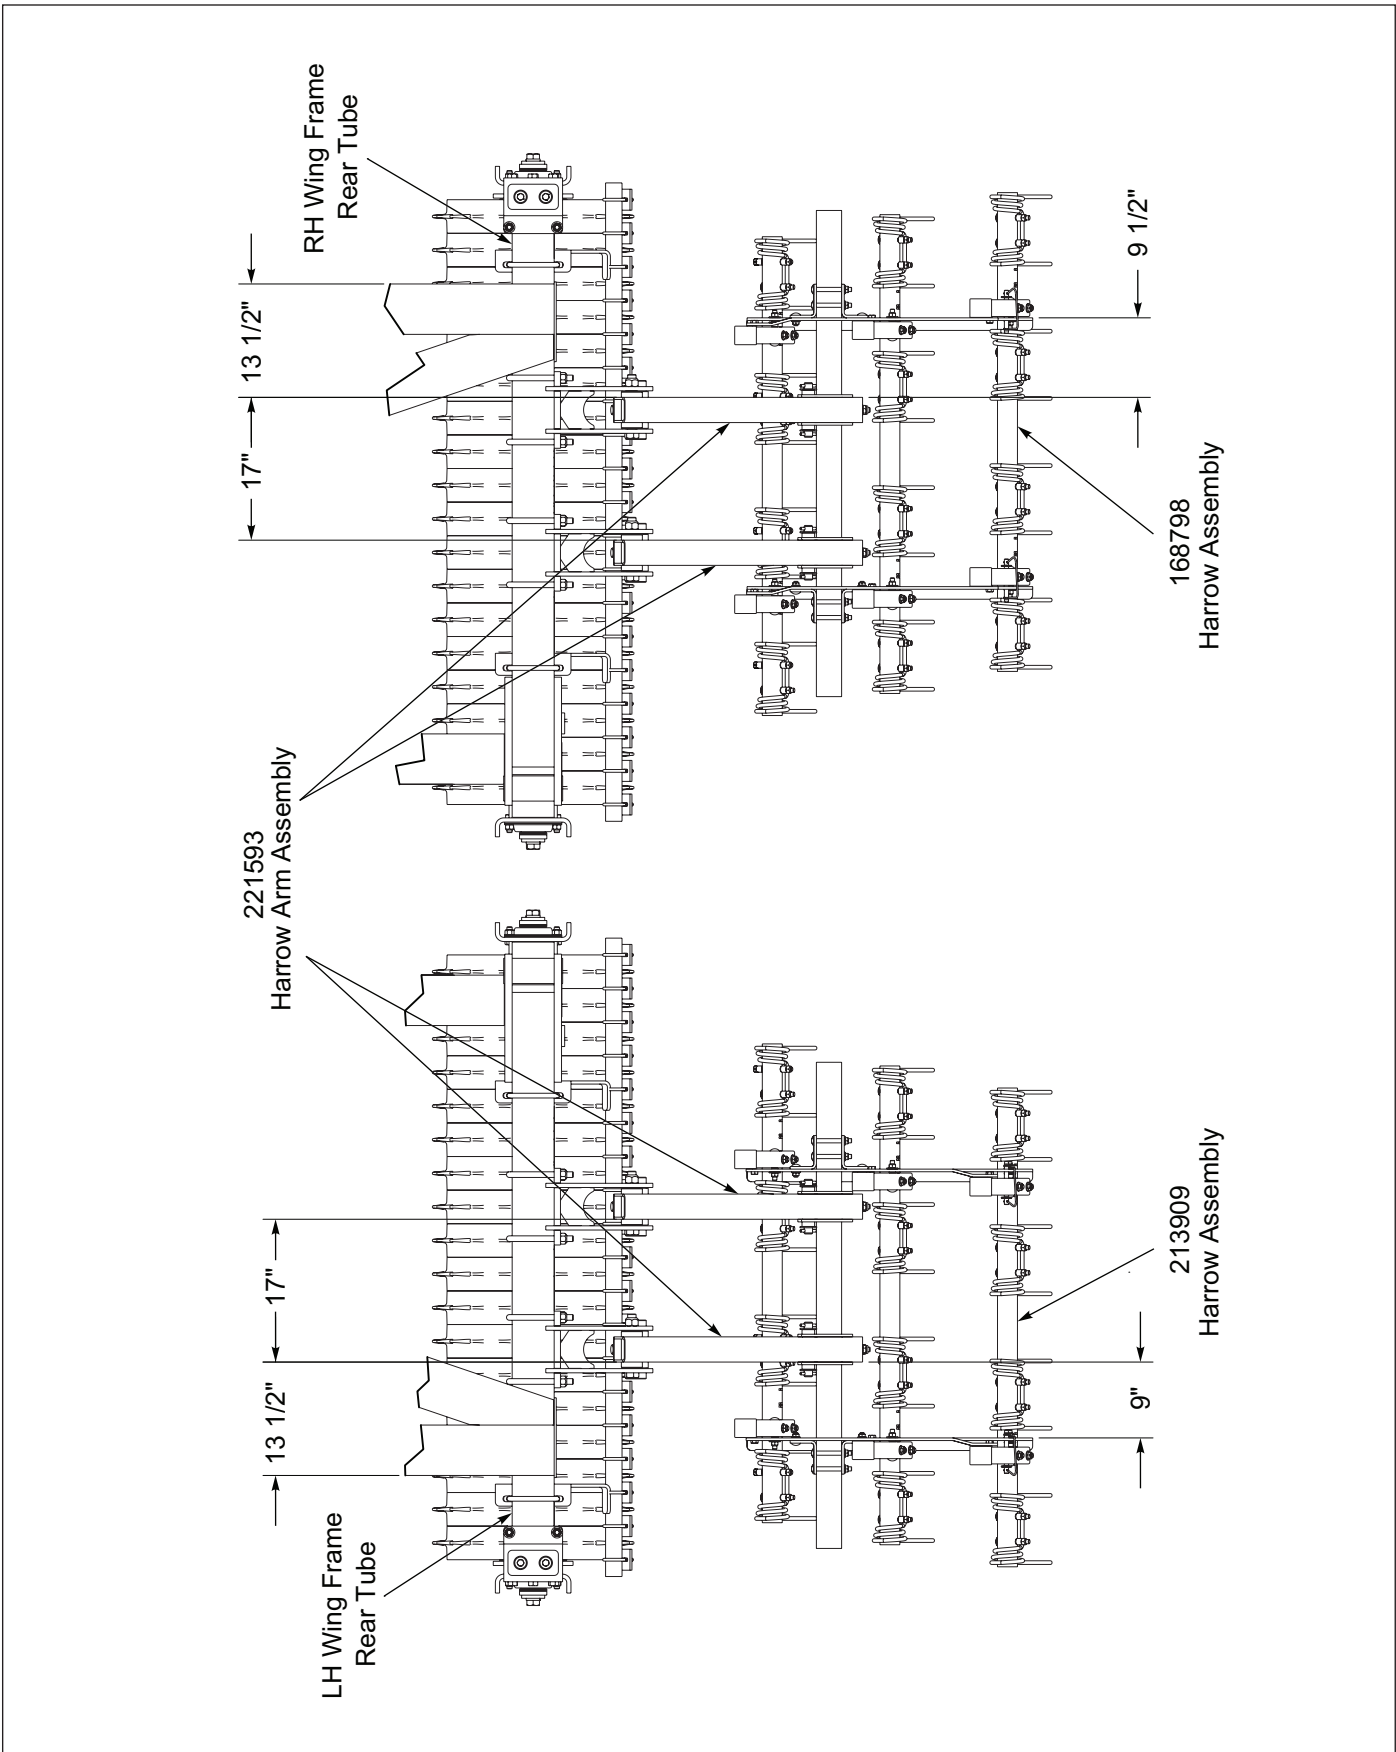 221593
Harrow Arm Assembly
LH Wing Frame
Rear Tube
13 1/2"
17"
17"
13 1/2"
RH Wing Frame
Rear Tube
9"
213909
Harrow Assembly
168798
Harrow Assembly
9 1/2"